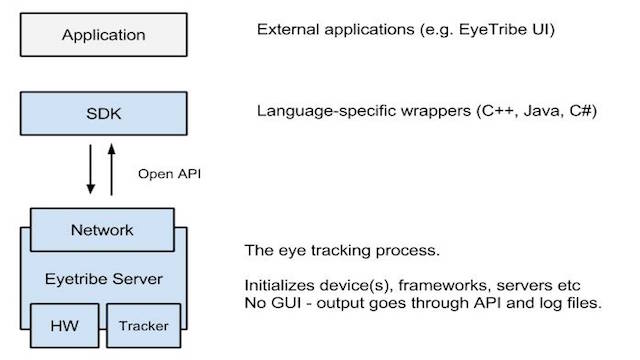 Application
External applications (e.g. EyeTribe UI)
SDK
Language-specific wrappers (C++, Java, C#)
Open API
Network
Eyetribe Server
HW
Tracker
The eye tracking process.
Initializes device(s), frameworks, servers etc
No GUI - output goes through API and log files.